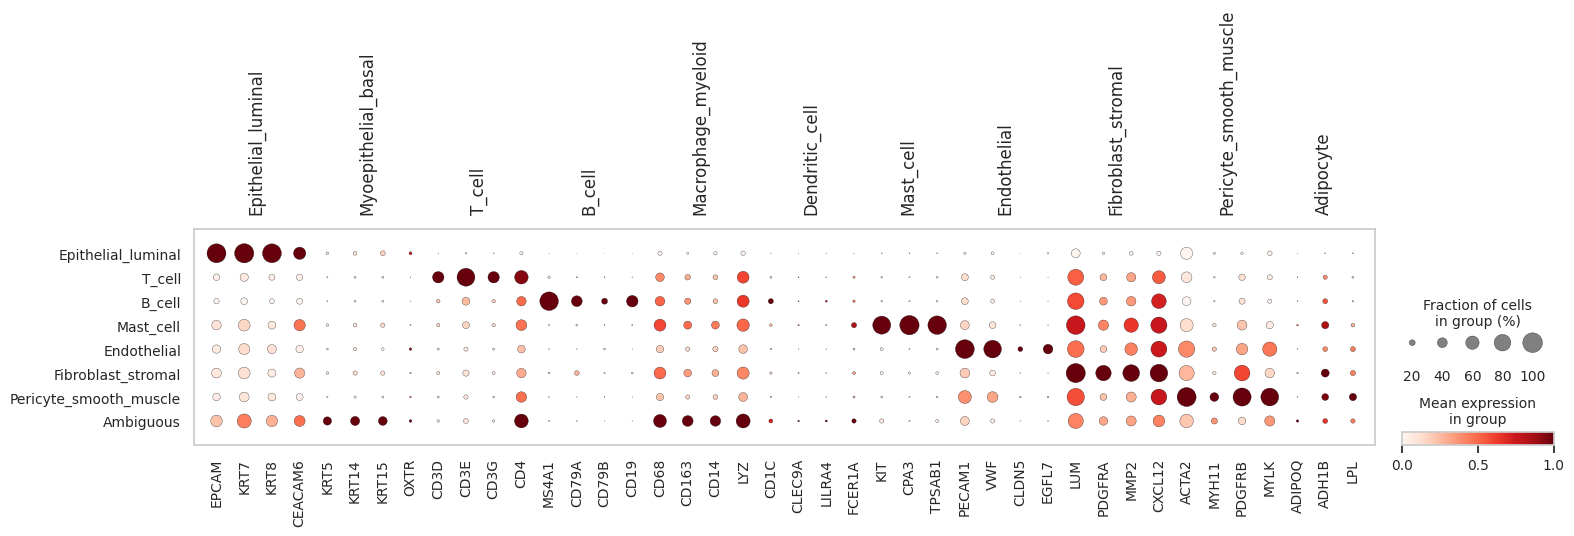 Epithelial_luminal
Myoepithelial_basal
T_cell
B_cell
Macrophage_myeloid
Dendritic_cell
Mast_cell
Endothelial
Fibroblast_stromal
Pericyte_smooth_muscle
Adipocyte
Epithelial_luminal
T_cell
B_cell
Mast_cell
Endothelial
Fibroblast_stromal
Pericyte_smooth_muscle
Ambiguous
EPCAM
KRT7
KRT8
CEACAM6
KRT5
KRT14
KRT15
OXTR
CD3D
CD3E
CD3G
CD4
MS4A1
CD79A
CD79B
CD19
CD68
CD163
CD14
LYZ
CD1C
CLEC9A
LILRA4
FCER1A
KIT
CPA3
TPSAB1
PECAM1
VWF
CLDN5
EGFL7
LUM
PDGFRA
MMP2
CXCL12
ACTA2
MYH11
PDGFRB
MYLK
ADIPOQ
ADH1B
LPL
Fraction of cells
in group (%)
20 40 60 80 100
Mean expression
in group
0.0 0.5 1.0